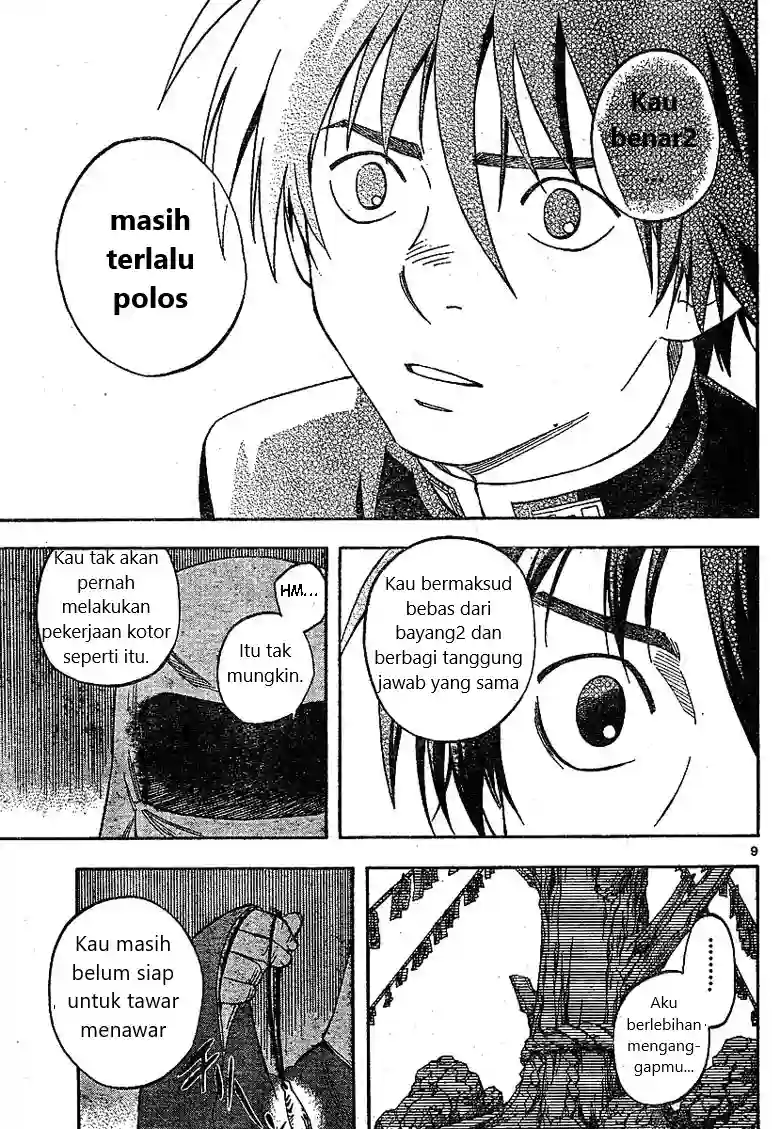 Kau
benar2
...
masih
terlalu
polos
Kau bermaksud
bebas dari
bayang2 dan
berbagi tanggung
jawab yang sama
HM...
Itu tak
mungkin.
Kau tak akan
pernah
melakukan
pekerjaan kotor
seperti itu.
9
........
Aku
berlebihan
mengang-
gapmu...
Kau masih
belum siap
untuk tawar
menawar
ギリ